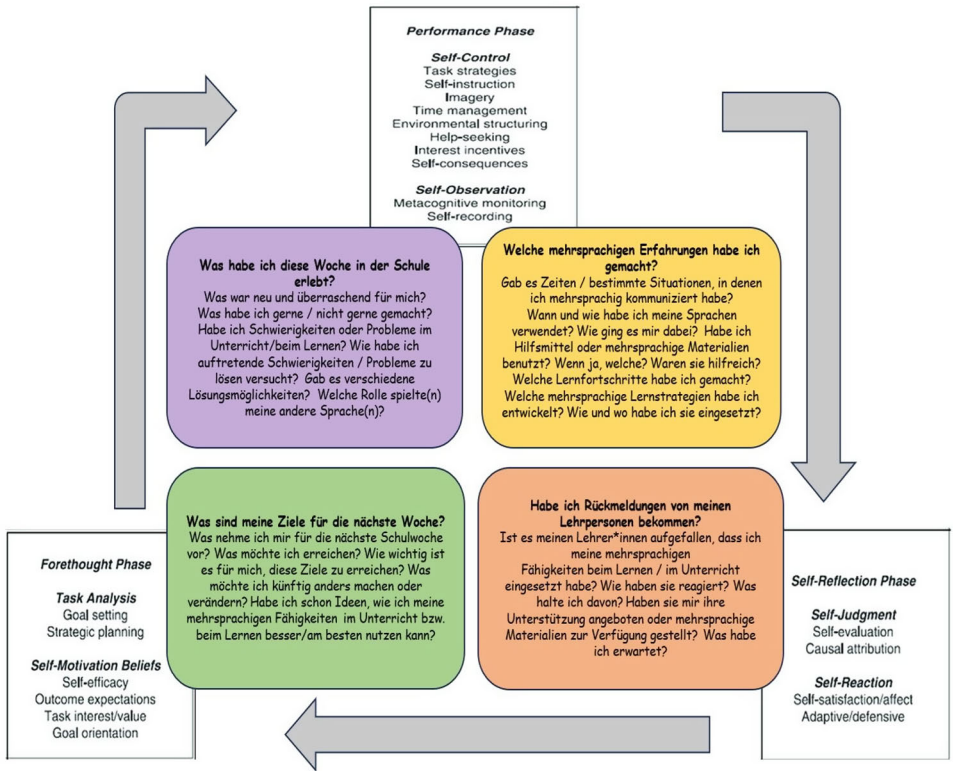 Performance Phase
Self-Control
Task strategies
Self-instruction
Imagery
Time management
Environmental structuring
Help-seeking
Interest incentives
Self-consequences
Self-Observation
Metacognitive monitoring
Self-recording
Was habe ich diese Woche in der Schule
erlebt?
Was war neu und überraschend für mich?
Was habe ich gerne / nicht gerne gemacht?
Habe ich Schwierigkeiten oder Probleme im
Unterricht/beim Lernen? Wie habe ich
auftretende Schwierigkeiten / Probleme zu
lösen versucht? Gab es verschiedene
Lösungsmöglichkeiten? Welche Rolle spielte(n)
meine andere Sprache(n)?
Welche mehrsprachigen Erfahrungen habe ich
gemacht?
Gab es Zeiten / bestimmte Situationen, in denen
ich mehrsprachig kommuniziert habe?
Wann und wie habe ich meine Sprachen
verwendet? Wie ging es mir dabei? Habe ich
Hilfsmittel oder mehrsprachige Materialien
benutzt? Wenn ja, welche? Waren sie hilfreich?
Welche Lernfortschritte habe ich gemacht?
Welche mehrsprachige Lernstrategien habe ich
entwickelt? Wie und wo habe ich sie eingesetzt?
Was sind meine Ziele für die nächste Woche?
Was nehme ich mir für die nächste Schulwoche
vor? Was möchte ich erreichen? Wie wichtig ist
es für mich, diese Ziele zu erreichen? Was
möchte ich künftig anders machen oder
verändern? Habe ich schon Ideen, wie ich meine
mehrsprachigen Fähigkeiten im Unterricht bzw.
beim Lernen besser/am besten nutzen kann?
Habe ich Rückmeldungen von meinen
Lehrpersonen bekommen?
Ist es meinen Lehrer*innen aufgefallen, dass ich
meine mehrsprachigen
Fähigkeiten beim Lernen / im Unterricht
eingesetzt habe? Wie haben sie reagiert? Was
halte ich davon? Haben sie mir ihre
Unterstützung angeboten oder mehrsprachige
Materialien zur Verfügung gestellt? Was habe
ich erwartet?
Forethought Phase
Task Analysis
Goal setting
Strategic planning
Self-Motivation Beliefs
Self-efficacy
Outcome expectations
Task interest/value
Goal orientation
Self-Reflection Phase
Self-Judgment
Self-evaluation
Causal attribution
Self-Reaction
Self-satisfaction/affect
Adaptive/defensive